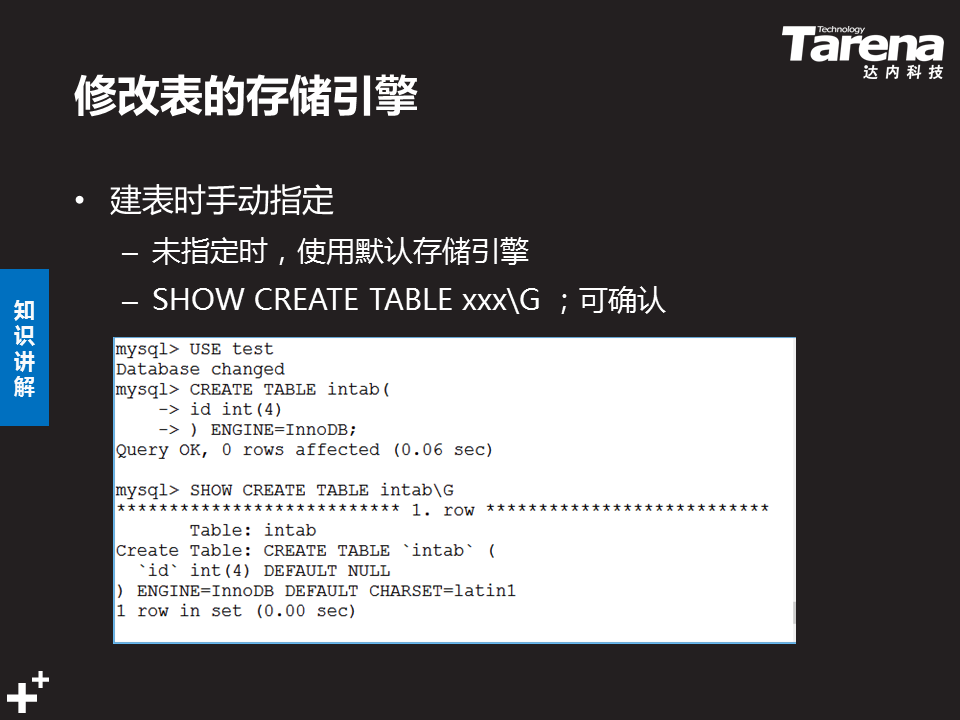 Technology
Tarena
达内科技
修改表的存储引擎
• 建表时手动指定
– 未指定时，使用默认存储引擎
– SHOW CREATE TABLE xxx\G ；可确认
知识讲解
mysql> USE test
Database changed
mysql> CREATE TABLE intab(
    -> id int(4)
    -> ) ENGINE=InnoDB;
Query OK, 0 rows affected (0.06 sec)
mysql> SHOW CREATE TABLE intab\G
*************************** 1. row ***************************
       Table: intab
Create Table: CREATE TABLE `intab` (
  `id` int(4) DEFAULT NULL
) ENGINE=InnoDB DEFAULT CHARSET=latin1
1 row in set (0.00 sec)